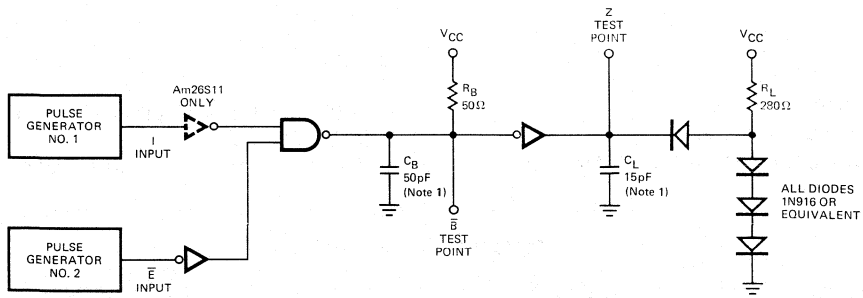 Z
TEST
POINT
VCC
VCC
Am26S11
ONLY
RB
50Ω
RL
280Ω
PULSE
GENERATOR
NO. 1
I
INPUT
CB
50pF
(Note 1)
CL
15pF
(Note 1)
ALL DIODES
1N916 OR
EQUIVALENT
B̅
TEST
POINT
PULSE
GENERATOR
NO. 2
E̅
INPUT